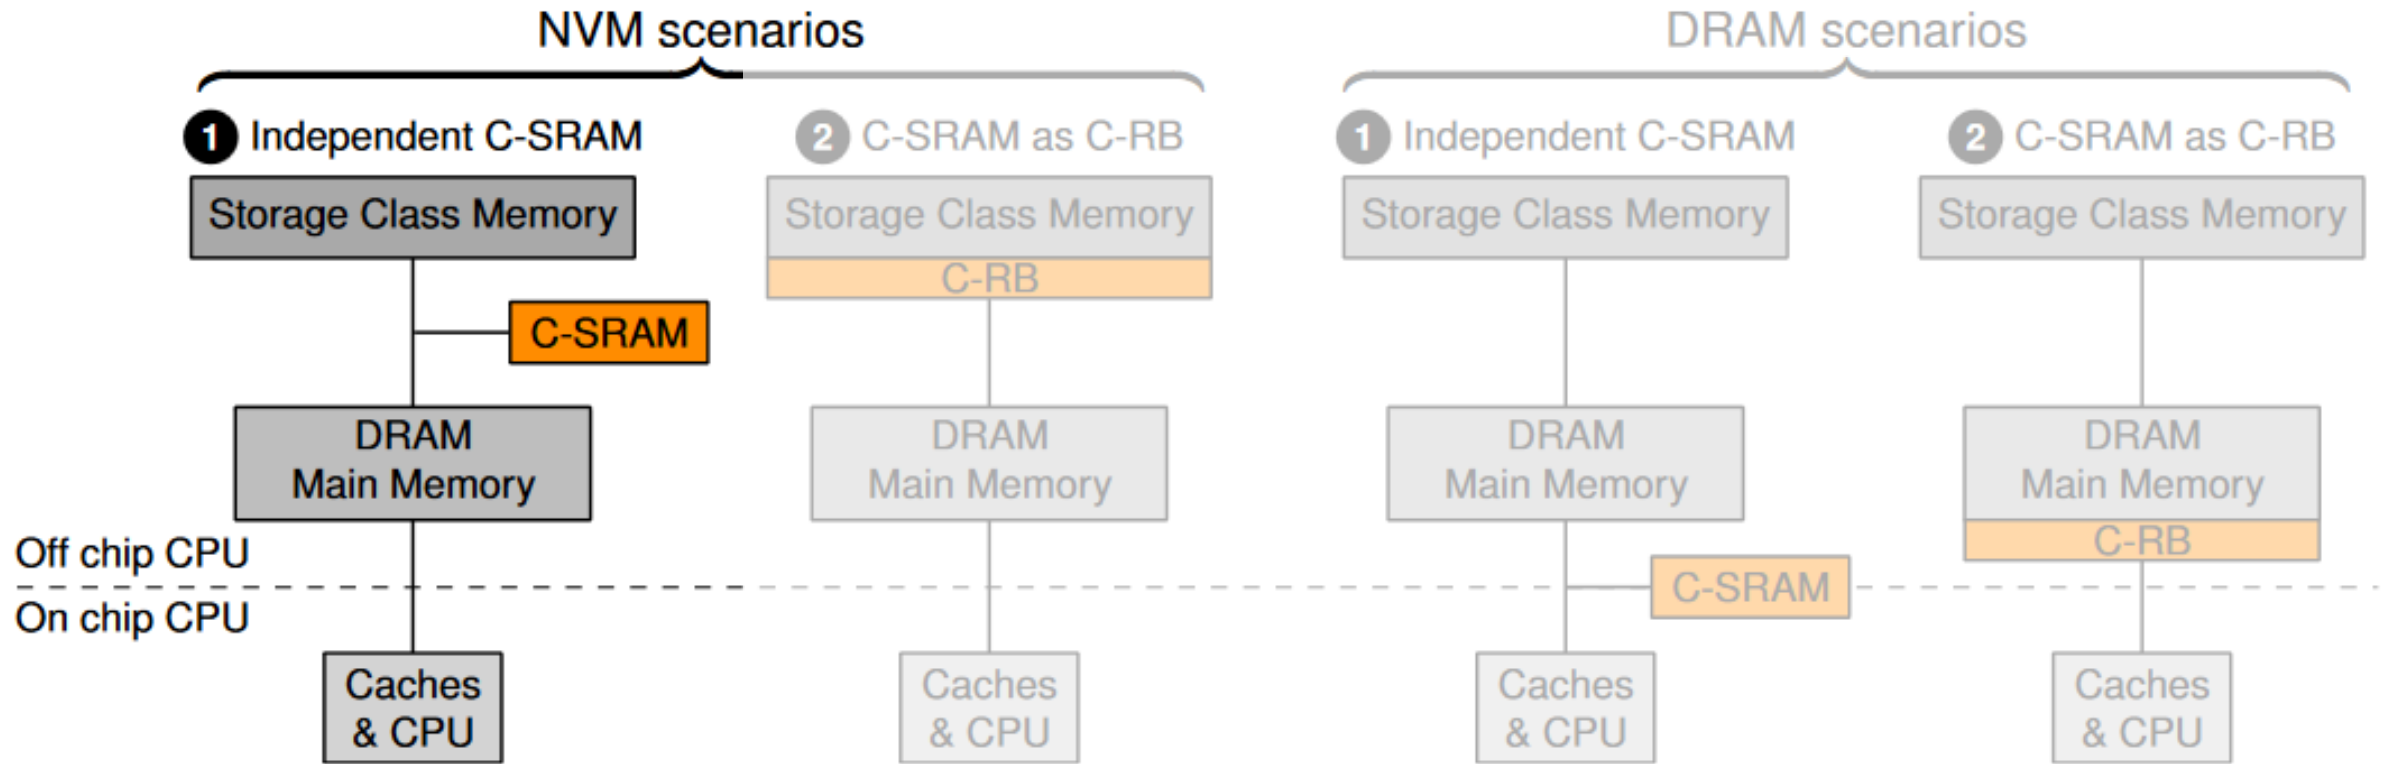 NVM scenarios
DRAM scenarios
1 Independent C-SRAM
2 C-SRAM as C-RB
1 Independent C-SRAM
2 C-SRAM as C-RB
Storage Class Memory
Storage Class Memory
Storage Class Memory
Storage Class Memory
C-RB
C-SRAM
DRAM
Main Memory
DRAM
Main Memory
DRAM
Main Memory
DRAM
Main Memory
C-RB
Off chip CPU
C-SRAM
On chip CPU
Caches
& CPU
Caches
& CPU
Caches
& CPU
Caches
& CPU